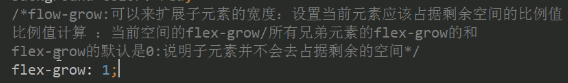 /*flow-grow:可以来扩展子元素的宽度：设置当前元素应该占据剩余空间的比例值
比例值计算 ：当前空间的flex-grow/所有兄弟元素的flex-grow的和
flex-grow的默认是0:说明子元素并不会去占据剩余的空间*/
flex-grow: 1;